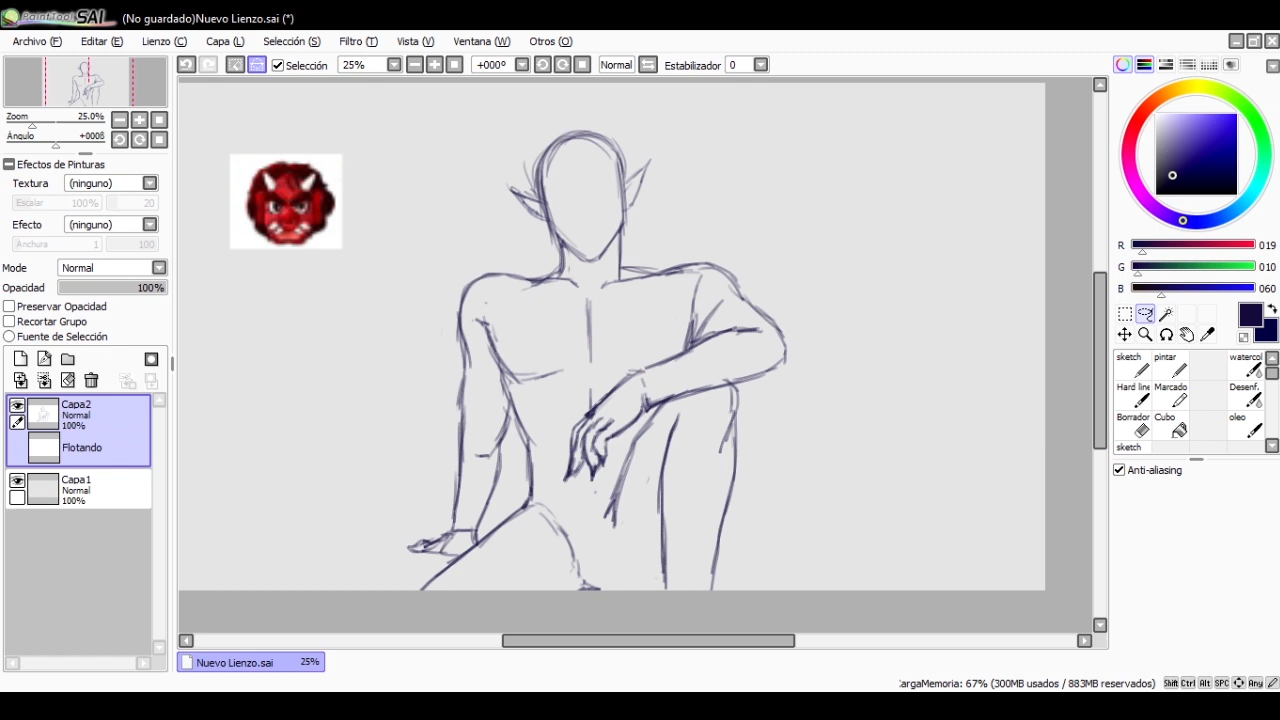 PaintTool SAI (No guardado)Nuevo Lienzo.sai (*)
Archivo (F) Editar (E) Lienzo (C) Capa (L) Selección (S) Filtro (T) Vista (V) Ventana (W) Otros (O)
Selección 25% +000º Normal Estabilizador 0
Zoom 25.0%
Ángulo +000ß
Efectos de Pinturas
Textura (ninguno)
Escalar 100% 20
Efecto (ninguno)
Anchura 1 100
Modo Normal
Opacidad 100%
Preservar Opacidad
Recortar Grupo
Fuente de Selección
Capa2
Normal
100%
Flotando
Capa1
Normal
100%
R 019
G 010
B 060
sketch pintar watercol
Hard line Marcado Desenf.
Borrador Cubo oleo
sketch
Anti-aliasing
Nuevo Lienzo.sai 25%
CargaMemoria: 67% (300MB usados / 883MB reservados) Shift Ctrl Alt SPC Any